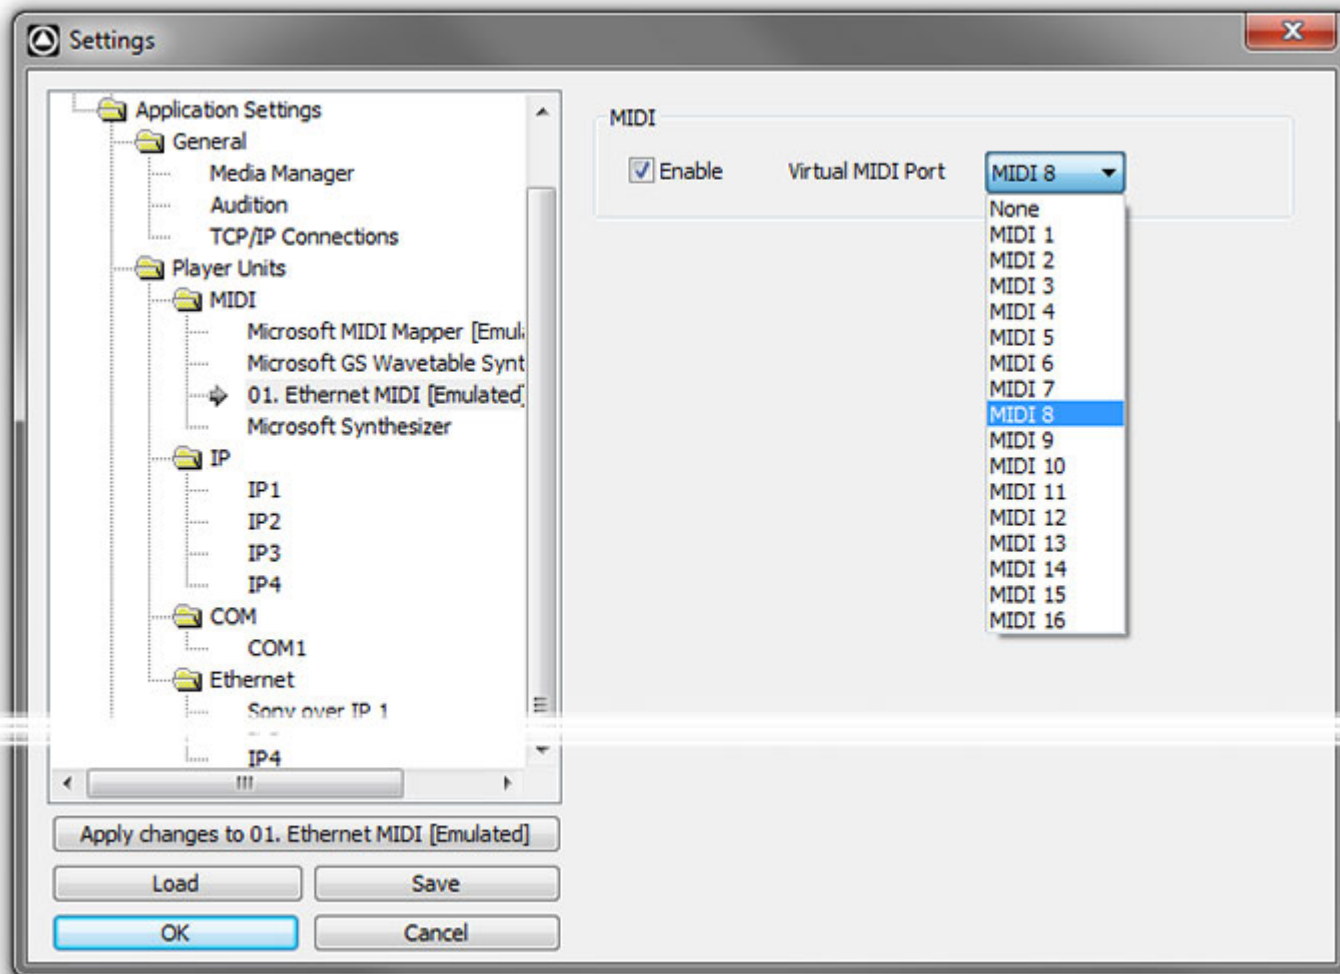 Settings
Application Settings
General
Media Manager
Audition
TCP/IP Connections
Player Units
MIDI
Microsoft MIDI Mapper [Emul
Microsoft GS Wavetable Synt
01. Ethernet MIDI [Emulated]
Microsoft Synthesizer
IP
IP1
IP2
IP3
IP4
COM
COM1
Ethernet
Sony over IP 1
IP4
Apply changes to 01. Ethernet MIDI [Emulated]
Load Save
OK Cancel
MIDI
Enable Virtual MIDI Port MIDI 8
None
MIDI 1
MIDI 2
MIDI 3
MIDI 4
MIDI 5
MIDI 6
MIDI 7
MIDI 8
MIDI 9
MIDI 10
MIDI 11
MIDI 12
MIDI 13
MIDI 14
MIDI 15
MIDI 16